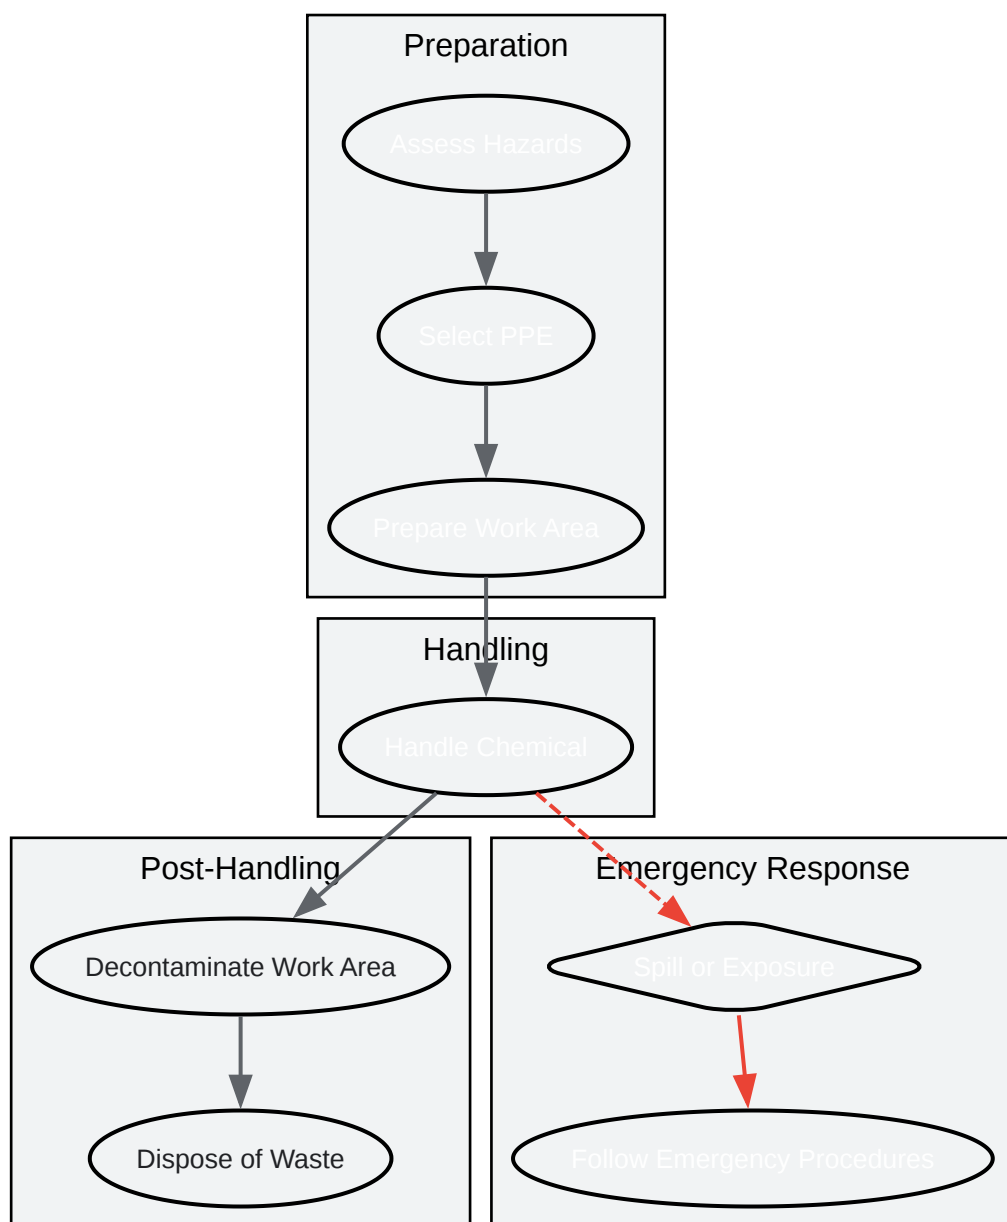 Preparation
Assess Hazards
Select PPE
Prepare Work Area
Handling
Handle Chemical
Post-Handling
Emergency Response
Decontaminate Work Area
Spill or Exposure
Dispose of Waste
Follow Emergency Procedures